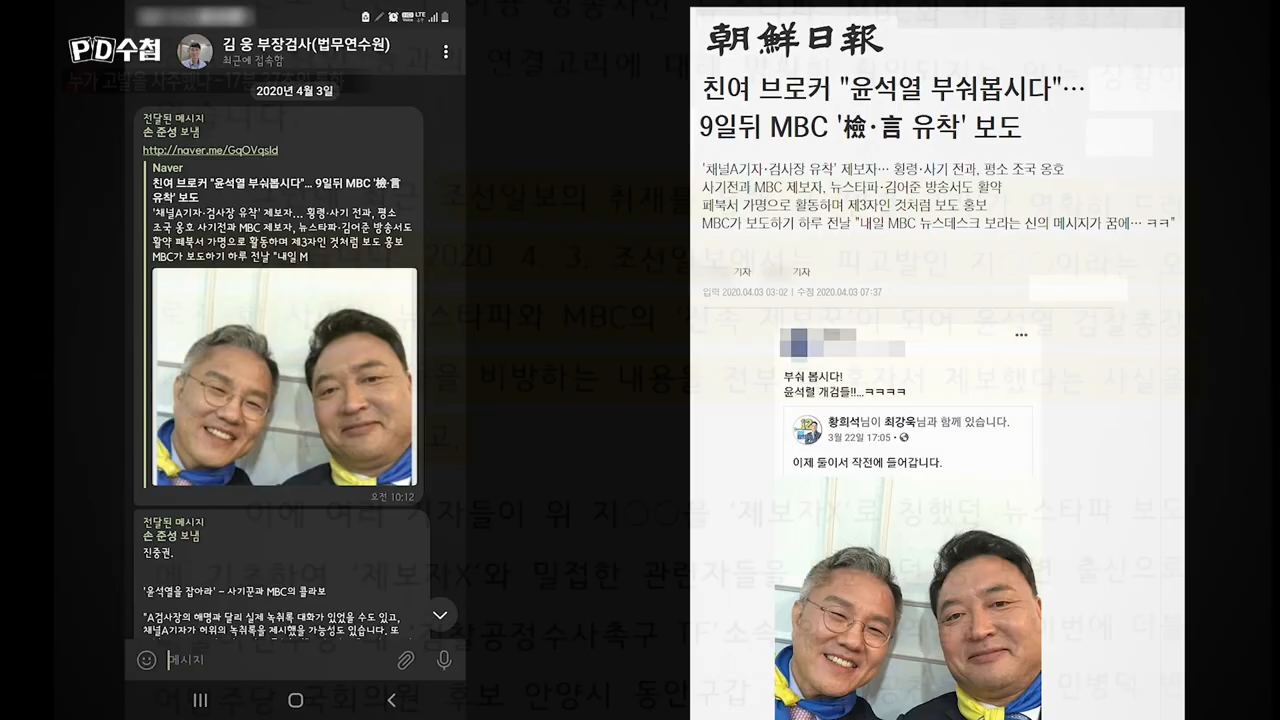 PD수첩
김 웅 부장검사(법무연수원)
최근에 접속함
2020년 4월 3일
전달된 메시지
손 준성 보냄
http://naver.me/GqOVqsId
Naver
친여 브로커 "윤석열 부숴봅시다"... 9일뒤 MBC '檢·言
유착' 보도
'채널A기자·검사장 유착' 제보자... 횡령·사기 전과, 평소
조국 옹호 사기전과 MBC 제보자, 뉴스타파·김어준 방송서도
활약 페북서 가명으로 활동하며 제3자인 것처럼 보도 홍보
MBC가 보도하기 하루 전날 "내일 M
오전 10:12
전달된 메시지
손 준성 보냄
진중권.
'윤석열을 잡아라' - 사기꾼과 MBC의 콜라보
"A검사장의 해명과 달리 실제 녹취록 대화가 있었을 수도 있고,
채널A기자가 허위의 녹취록을 제시했을 가능성도 있습니다. 또
메시지
朝鮮日報
친여 브로커 "윤석열 부숴봅시다"…
9일뒤 MBC '檢·言 유착' 보도
'채널A기자·검사장 유착' 제보자… 횡령·사기 전과, 평소 조국 옹호
사기전과 MBC 제보자, 뉴스타파·김어준 방송서도 활약
페북서 가명으로 활동하며 제3자인 것처럼 보도 홍보
MBC가 보도하기 하루 전날 "내일 MBC 뉴스데스크 보라는 신의 메시지가 꿈에… ㅋㅋ"
기자 기자
입력 2020.04.03 03:02 | 수정 2020.04.03 07:37
부숴 봅시다!
윤석렬 개검들!!...ㅋㅋㅋㅋ
황희석님이 최강욱님과 함께 있습니다.
3월 22일 17:05
이제 둘이서 작전에 들어갑니다.